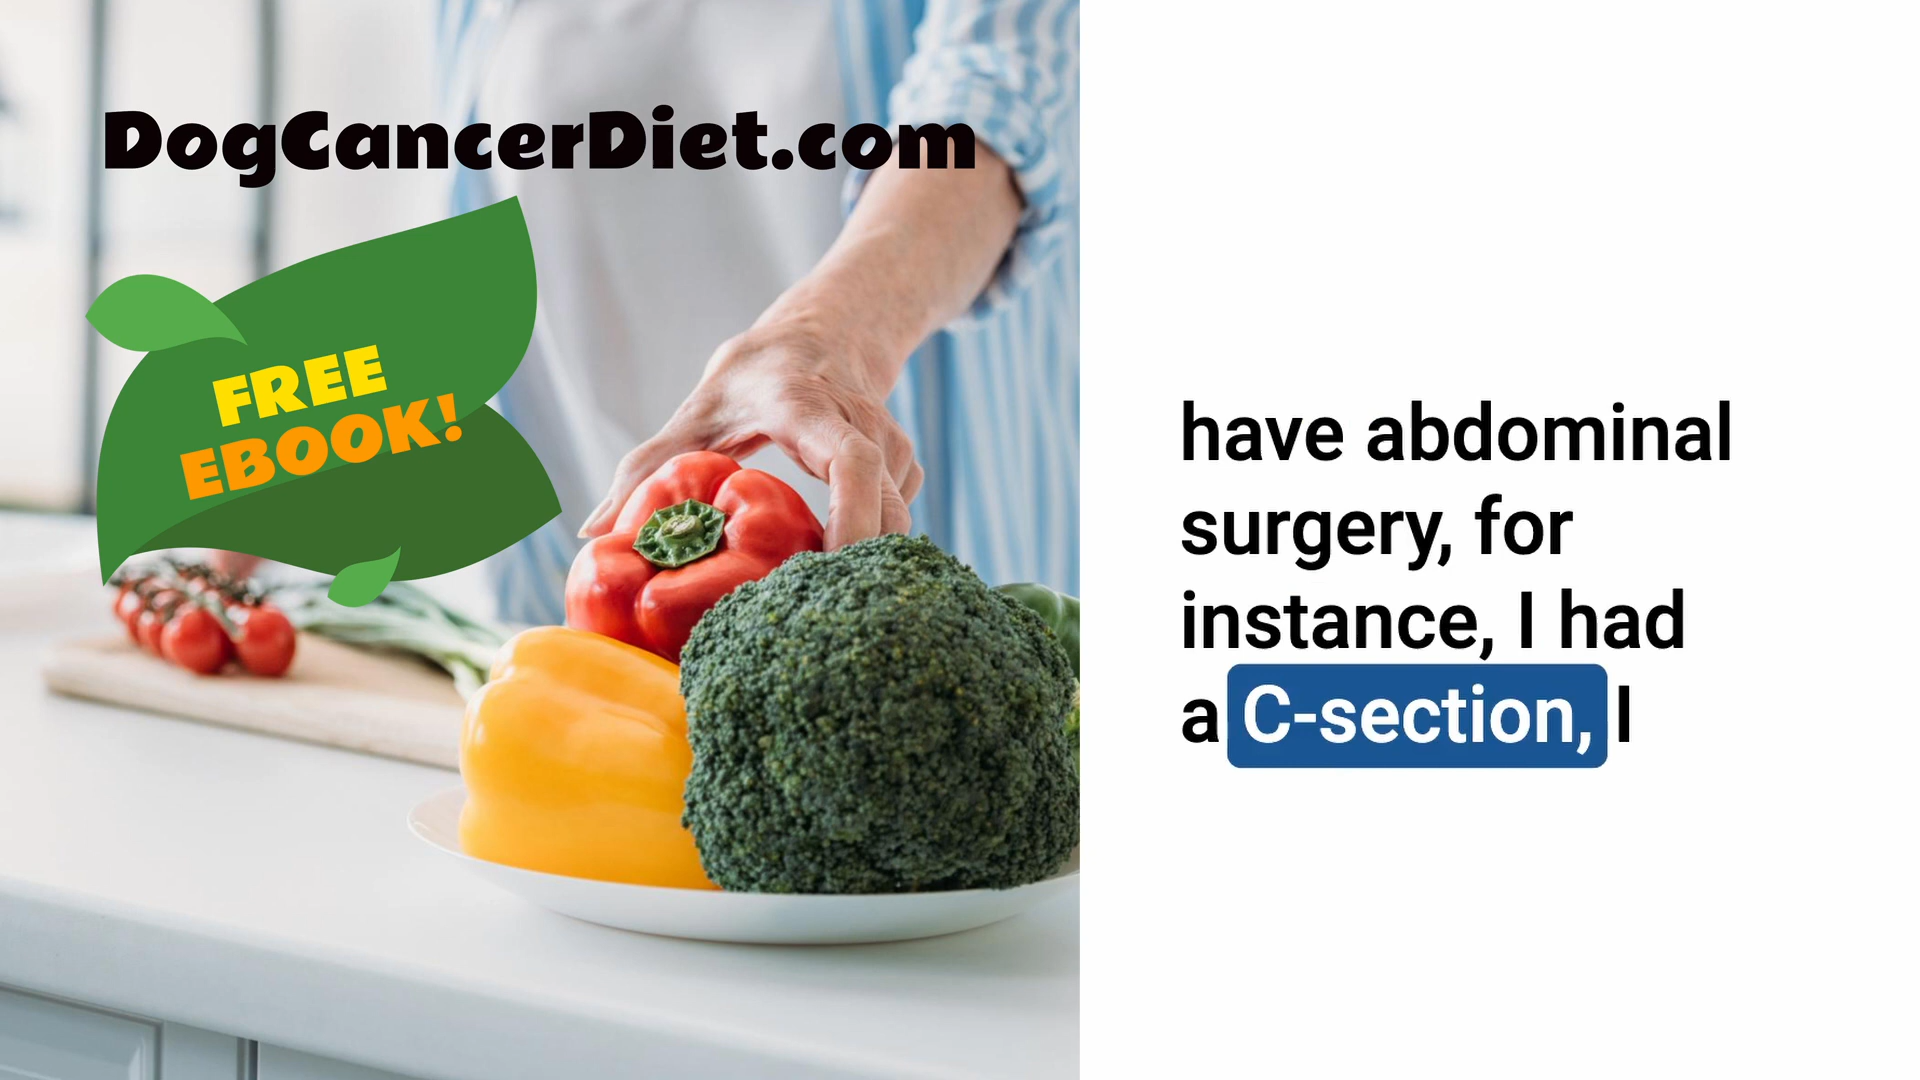 DogCancerDiet.com
FREE
EBOOK!
have abdominal
surgery, for
instance, I had
a C-section, I